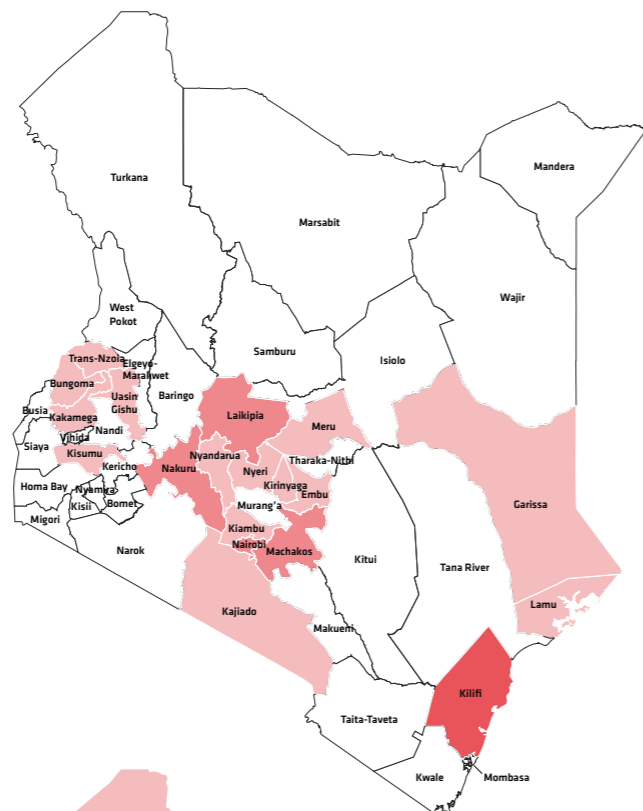 Mandera
Turkana
Marsabit
Wajir
West
Pokot
Samburu
Isiolo
Trans-Nzoia
Elgeyo-
Marakwet
Bungoma
Uasin
Gishu
Baringo
Busia
Kakamega
Laikipia
Meru
Nandi
Vihida
Siaya
Kisumu
Nyandarua
Tharaka-Nithi
Kericho
Nakuru
Nyeri
Kirinyaga
Homa Bay
Nyamira
Embu
Garissa
Kisii
Bomet
Murang'a
Migori
Kiambu
Nairobi
Machakos
Narok
Kitui
Tana River
Lamu
Kajiado
Makueni
Kilifi
Taita-Taveta
Kwale
Mombasa